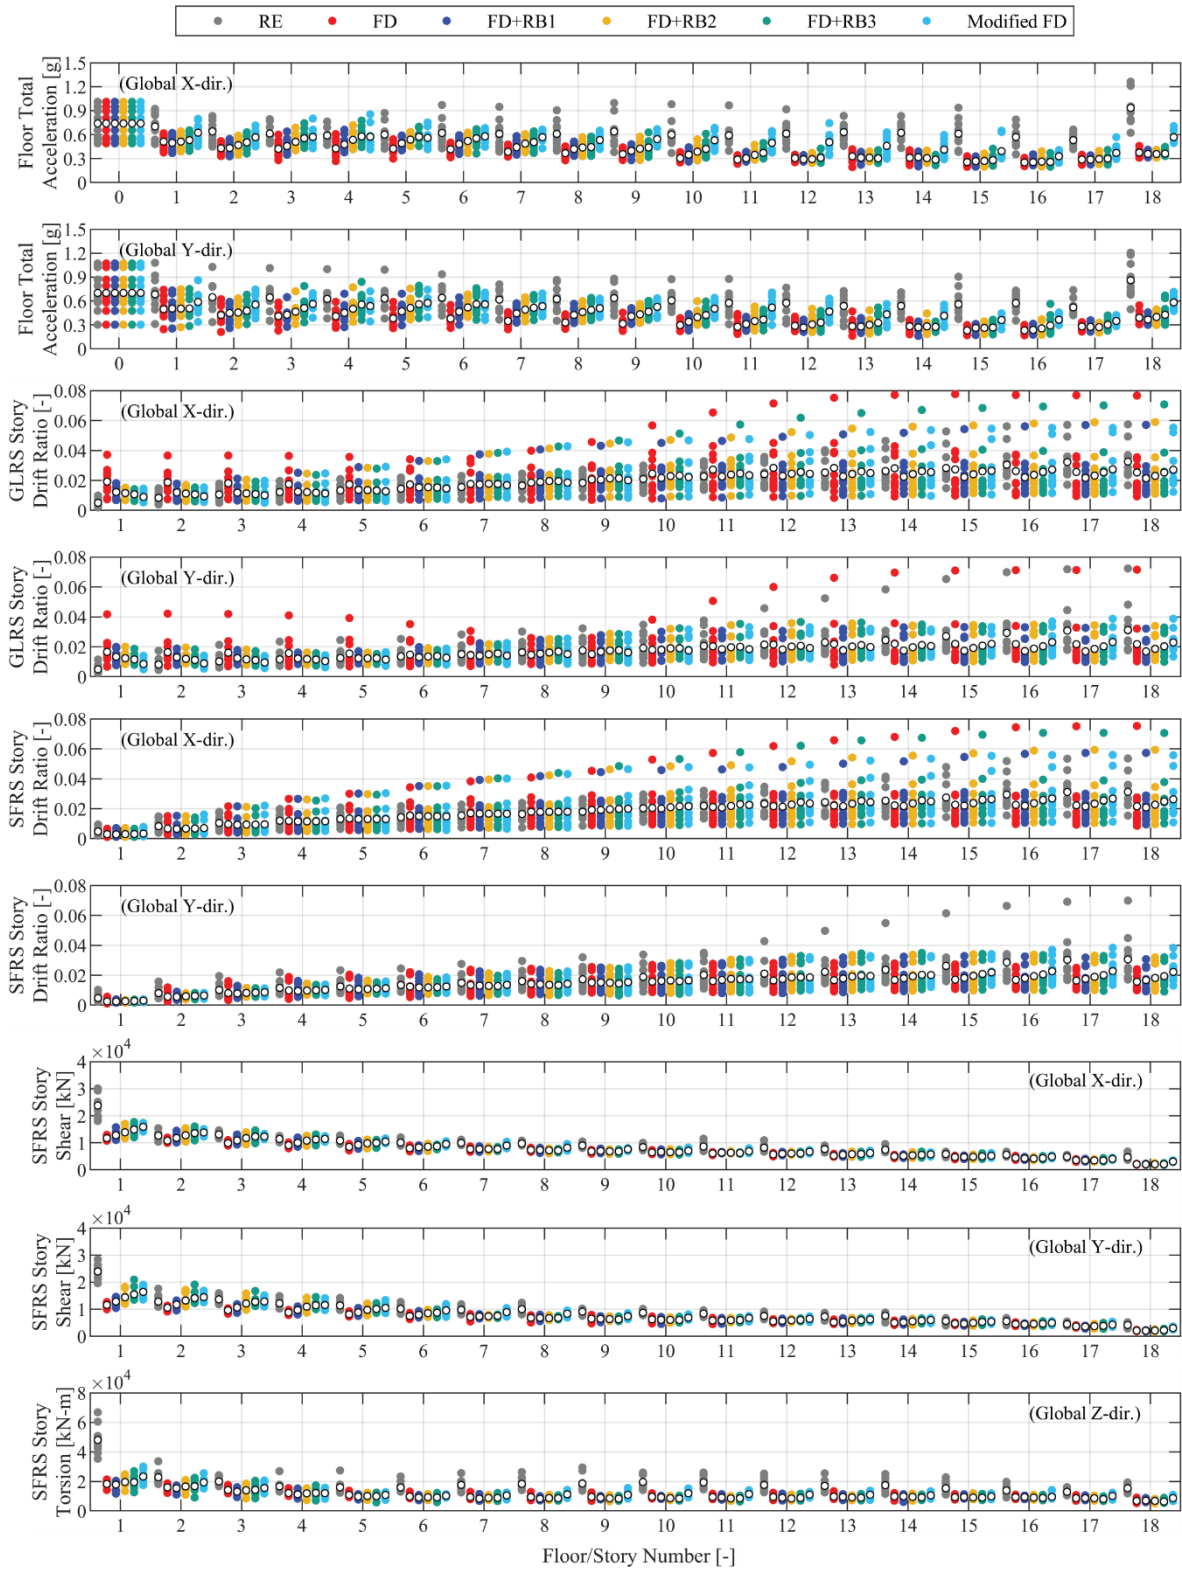 RE FD FD+RB1 FD+RB2 FD+RB3 Modified FD
Floor Total
Acceleration [g]
(Global X-dir.)
1.5
1.2
0.9
0.6
0.3
0
0 1 2 3 4 5 6 7 8 9 10 11 12 13 14 15 16 17 18
Floor Total
Acceleration [g]
(Global Y-dir.)
1.5
1.2
0.9
0.6
0.3
0
0 1 2 3 4 5 6 7 8 9 10 11 12 13 14 15 16 17 18
GLRS Story
Drift Ratio [-]
(Global X-dir.)
0.08
0.06
0.04
0.02
0
1 2 3 4 5 6 7 8 9 10 11 12 13 14 15 16 17 18
GLRS Story
Drift Ratio [-]
(Global Y-dir.)
0.08
0.06
0.04
0.02
0
1 2 3 4 5 6 7 8 9 10 11 12 13 14 15 16 17 18
SFRS Story
Drift Ratio [-]
(Global X-dir.)
0.08
0.06
0.04
0.02
0
1 2 3 4 5 6 7 8 9 10 11 12 13 14 15 16 17 18
SFRS Story
Drift Ratio [-]
(Global Y-dir.)
0.08
0.06
0.04
0.02
0
1 2 3 4 5 6 7 8 9 10 11 12 13 14 15 16 17 18
SFRS Story
Shear [kN]
×10⁴
(Global X-dir.)
4
3
2
1
0
1 2 3 4 5 6 7 8 9 10 11 12 13 14 15 16 17 18
SFRS Story
Shear [kN]
×10⁴
(Global Y-dir.)
4
3
2
1
0
1 2 3 4 5 6 7 8 9 10 11 12 13 14 15 16 17 18
SFRS Story
Torsion [kN-m]
×10⁴
(Global Z-dir.)
8
6
4
2
0
1 2 3 4 5 6 7 8 9 10 11 12 13 14 15 16 17 18
Floor/Story Number [-]